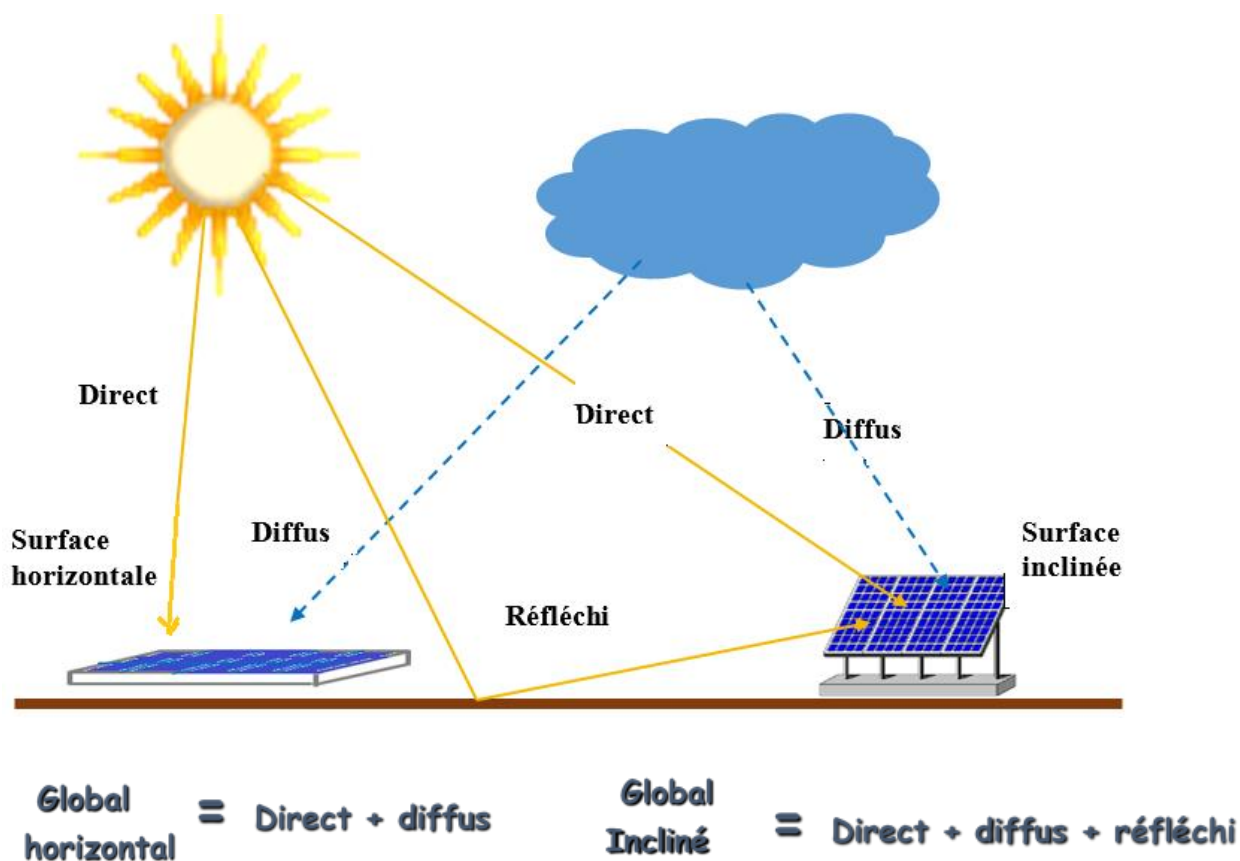 Direct
Direct
Diffus
Diffus
Surface
horizontale
Surface
inclinée
Réfléchi
Global
horizontal
= Direct + diffus
Global
Incliné
= Direct + diffus + réfléchi